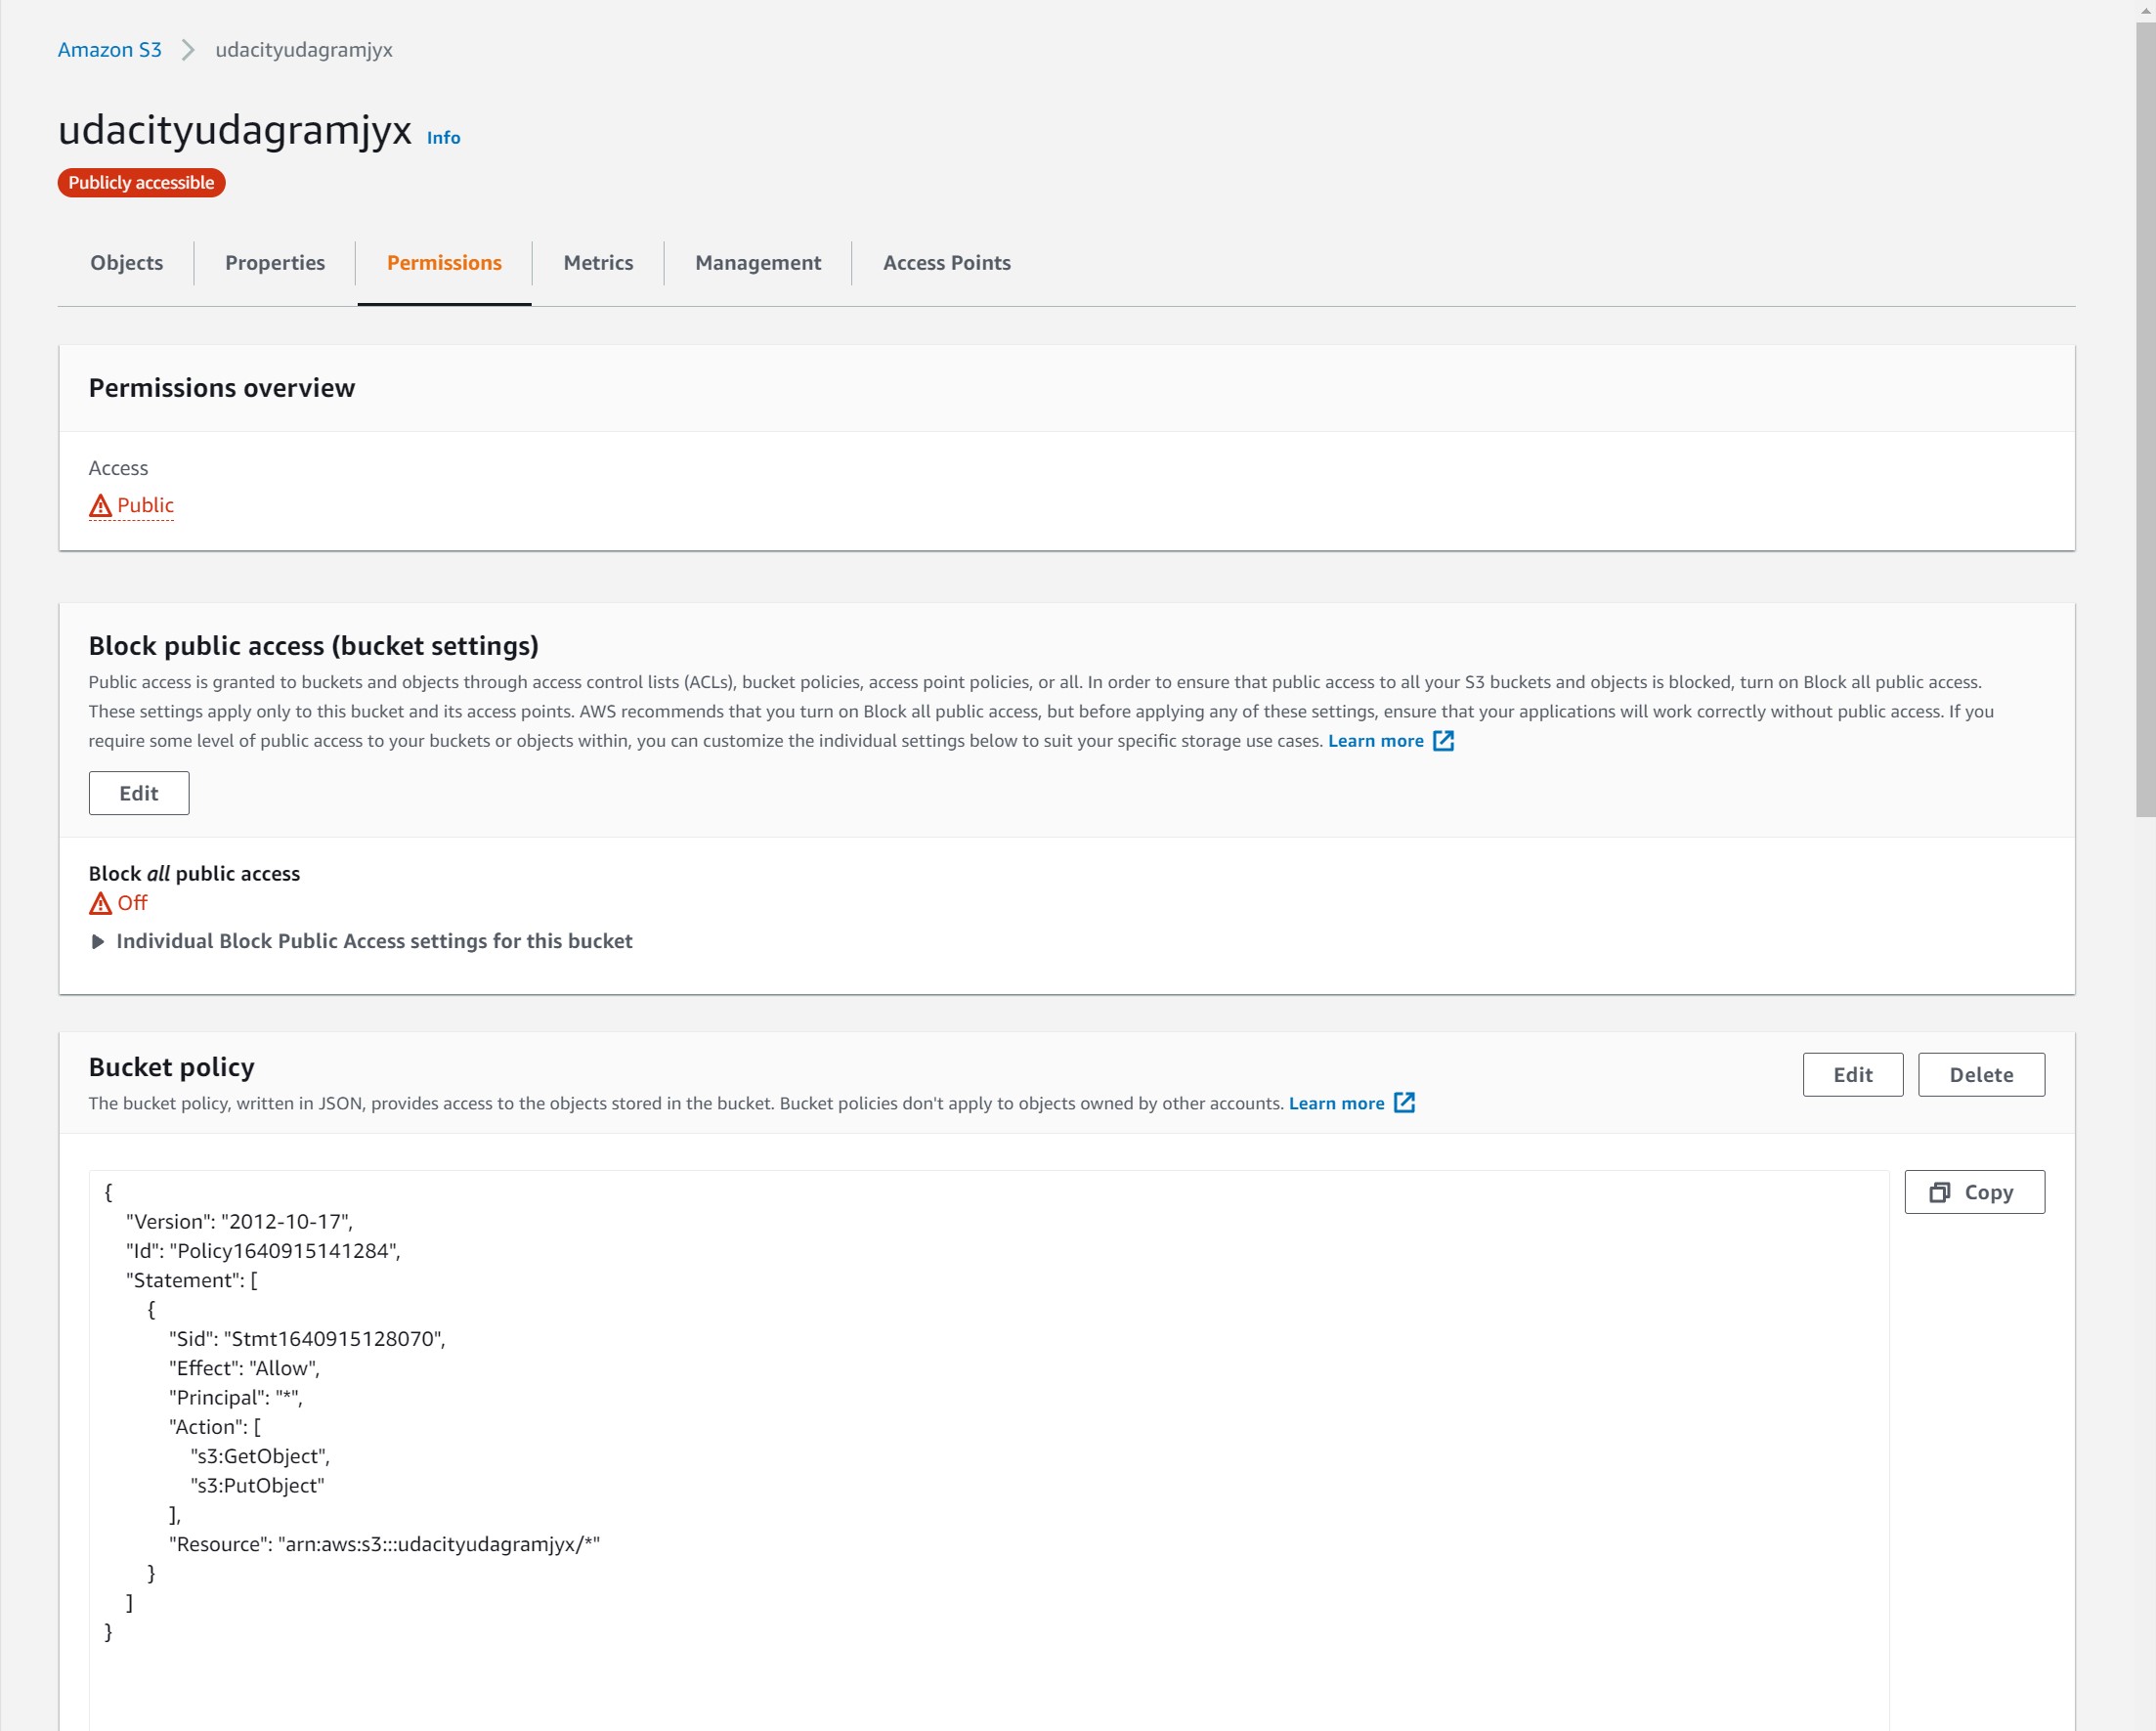 Amazon S3 udacityudagramjyx
udacityudagramjyx Info
Publicly accessible
Objects Properties Permissions Metrics Management Access Points
Permissions overview
Access
Public
Block public access (bucket settings)
Public access is granted to buckets and objects through access control lists (ACLs), bucket policies, access point policies, or all. In order to ensure that public access to all your S3 buckets and objects is blocked, turn on Block all public access.
These settings apply only to this bucket and its access points. AWS recommends that you turn on Block all public access, but before applying any of these settings, ensure that your applications will work correctly without public access. If you
require some level of public access to your buckets or objects within, you can customize the individual settings below to suit your specific storage use cases. Learn more
Edit
Block all public access
Off
Individual Block Public Access settings for this bucket
Bucket policy
Edit Delete
The bucket policy, written in JSON, provides access to the objects stored in the bucket. Bucket policies don't apply to objects owned by other accounts. Learn more
Copy
{
"Version": "2012-10-17",
"Id": "Policy1640915141284",
"Statement": [
{
"Sid": "Stmt1640915128070",
"Effect": "Allow",
"Principal": "*",
"Action": [
"s3:GetObject",
"s3:PutObject"
],
"Resource": "arn:aws:s3:::udacityudagramjyx/*"
}
]
}